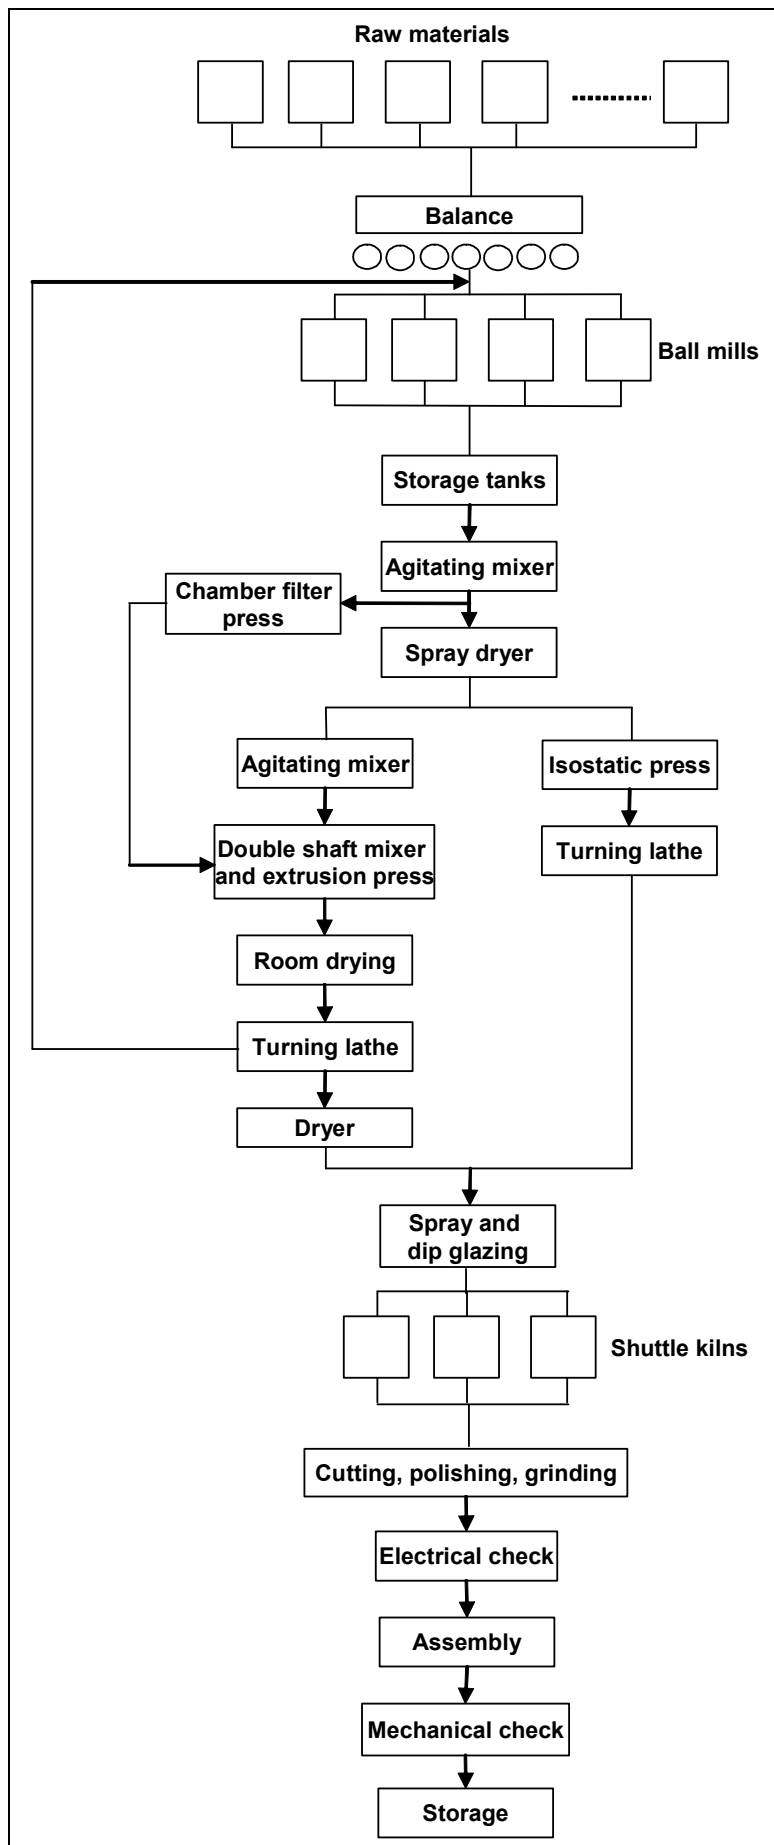 Raw materials
Balance
Ball mills
Storage tanks
Agitating mixer
Chamber filter
press
Spray dryer
Agitating mixer
Isostatic press
Double shaft mixer
and extrusion press
Turning lathe
Room drying
Turning lathe
Dryer
Spray and
dip glazing
Shuttle kilns
Cutting, polishing, grinding
Electrical check
Assembly
Mechanical check
Storage